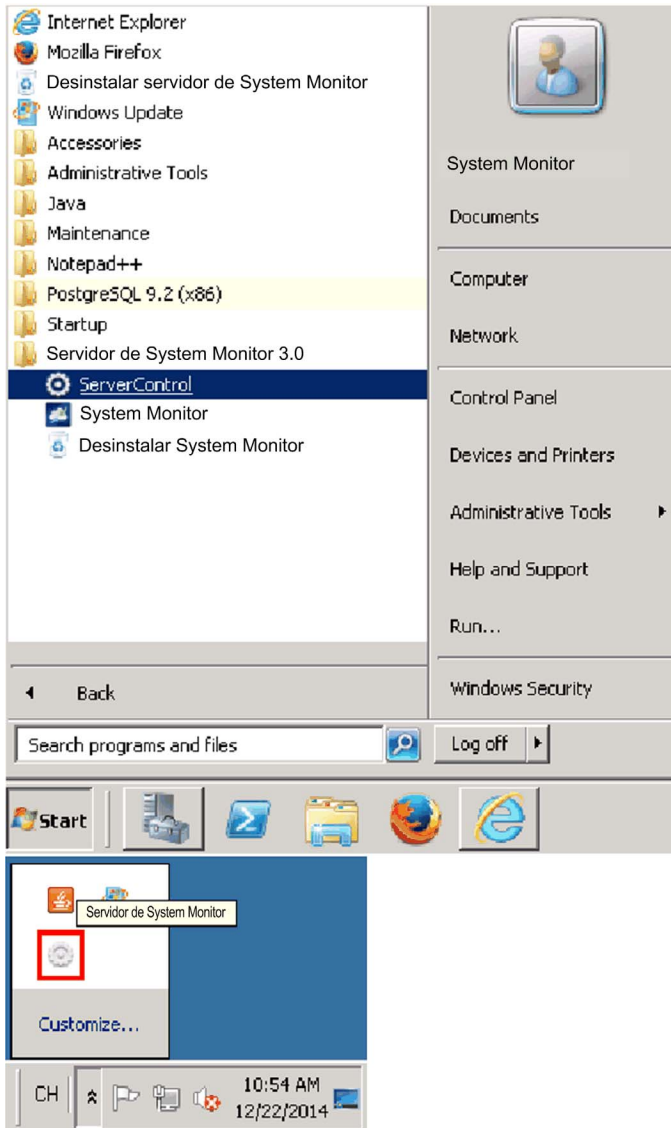 Internet Explorer
Mozilla Firefox
Desinstalar servidor de System Monitor
Windows Update
Accessories
Administrative Tools
Java
Maintenance
Notepad++
PostgreSQL 9.2 (x86)
Startup
Servidor de System Monitor 3.0
ServerControl
System Monitor
Desinstalar System Monitor
Back
Search programs and files
System Monitor
Documents
Computer
Network
Control Panel
Devices and Printers
Administrative Tools
Help and Support
Run...
Windows Security
Log off
Start
Servidor de System Monitor
Customize...
CH
10:54 AM
12/22/2014